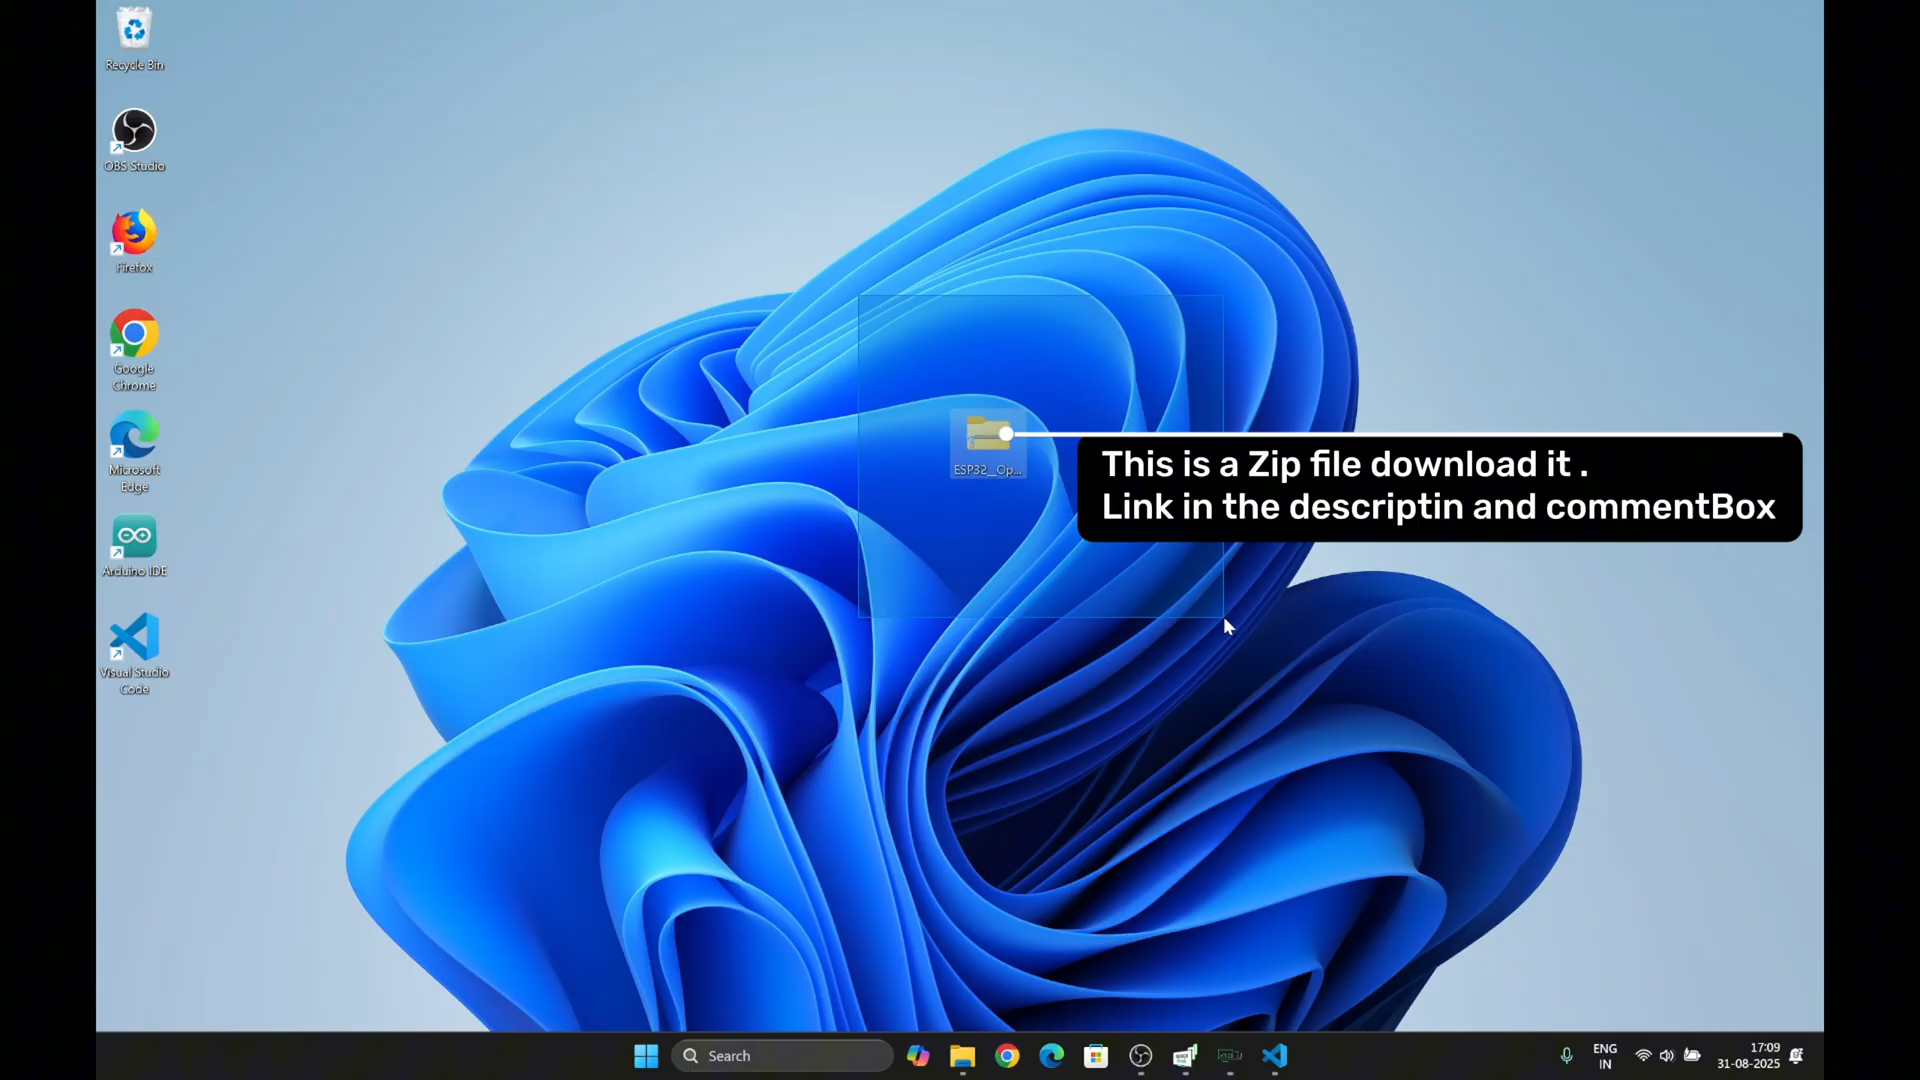 Recycle Bin
OBS Studio
Firefox
Google
Chrome
Microsoft
Edge
Arduino IDE
Visual Studio
Code
ESP32_Op...
This is a Zip file download it .
Link in the descriptin and commentBox
Search
ENG
IN
17:09
31-08-2025